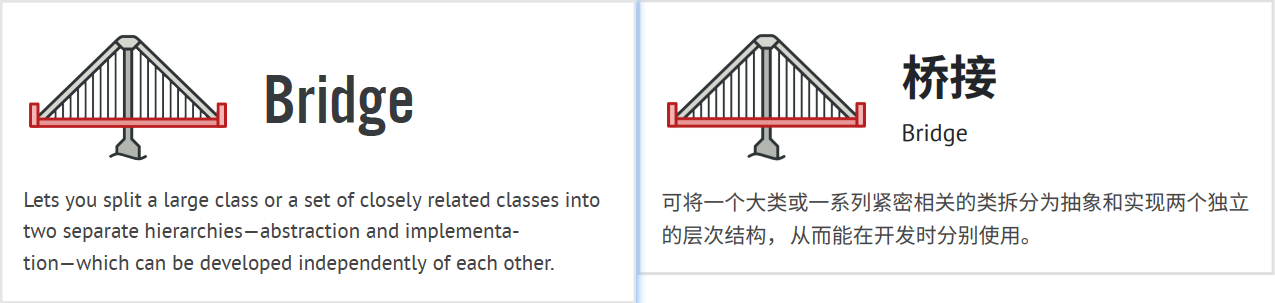 Bridge
Lets you split a large class or a set of closely related classes into
two separate hierarchies—abstraction and implementa-
tion—which can be developed independently of each other.
桥接
Bridge
可将一个大类或一系列紧密相关的类拆分为抽象和实现两个独立
的层次结构， 从而能在开发时分别使用。